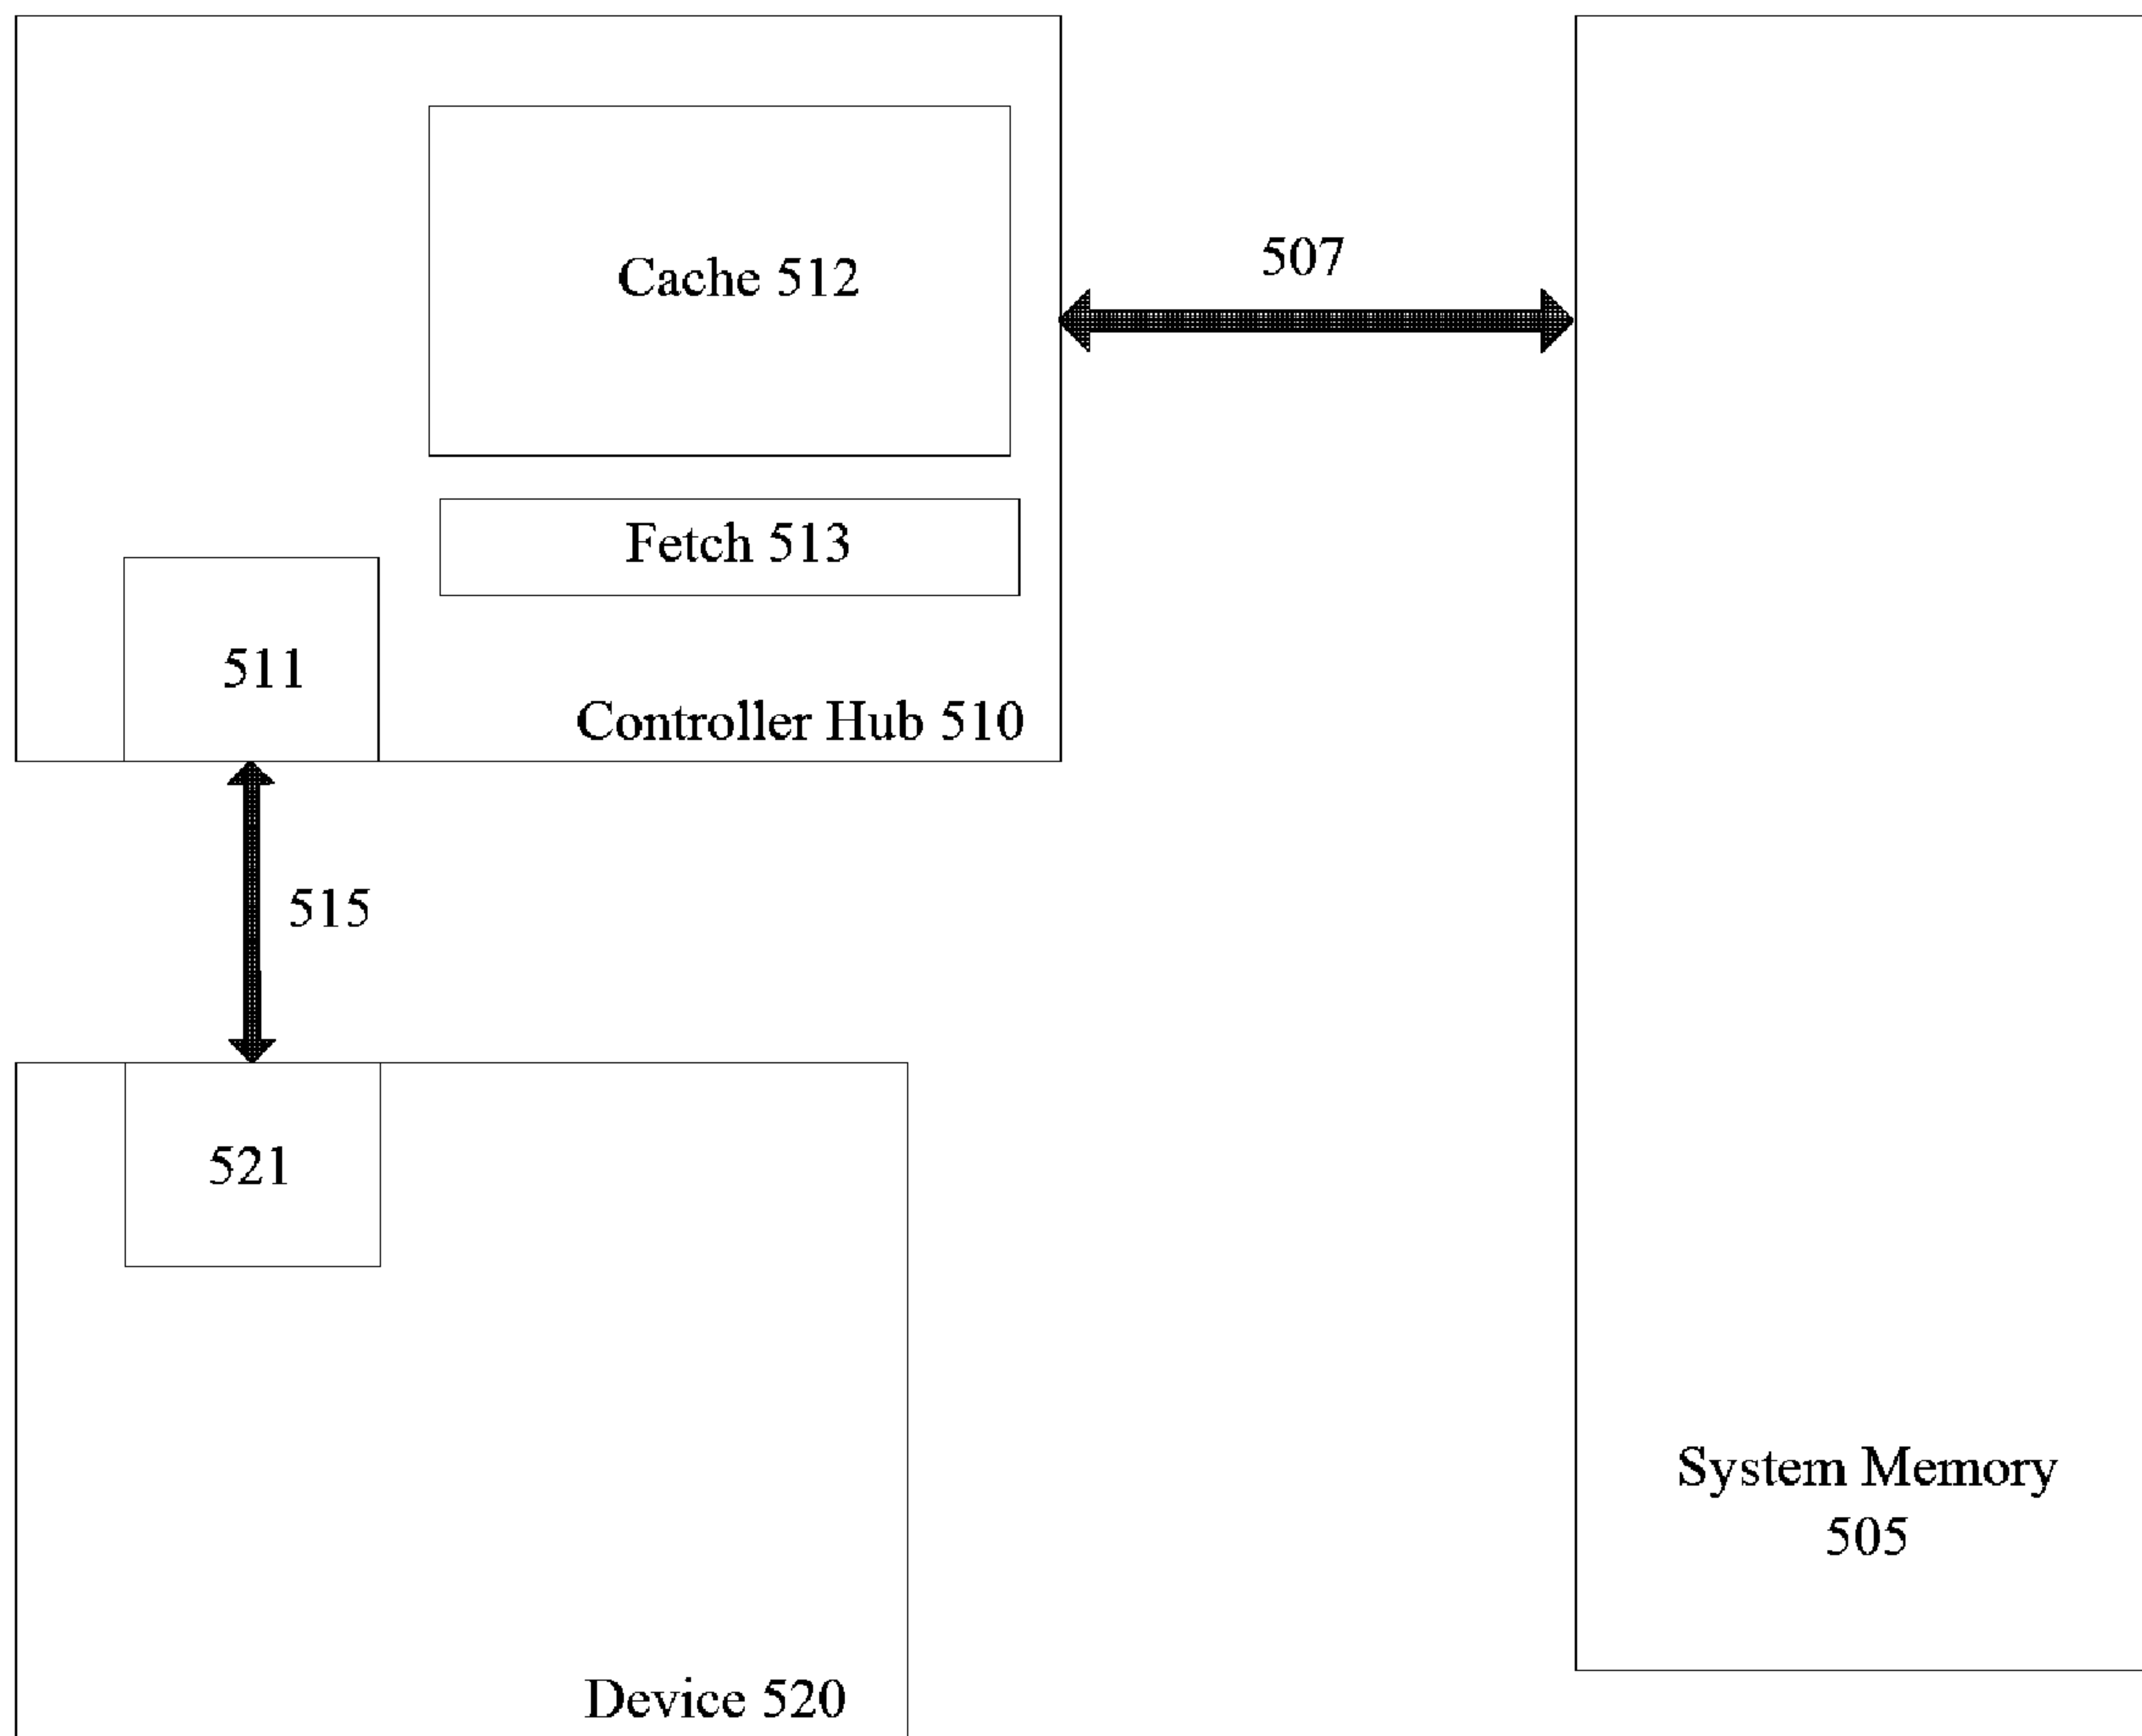 Cache 512
507
Fetch 513
511
Controller Hub 510
515
521
System Memory
505
Device 520